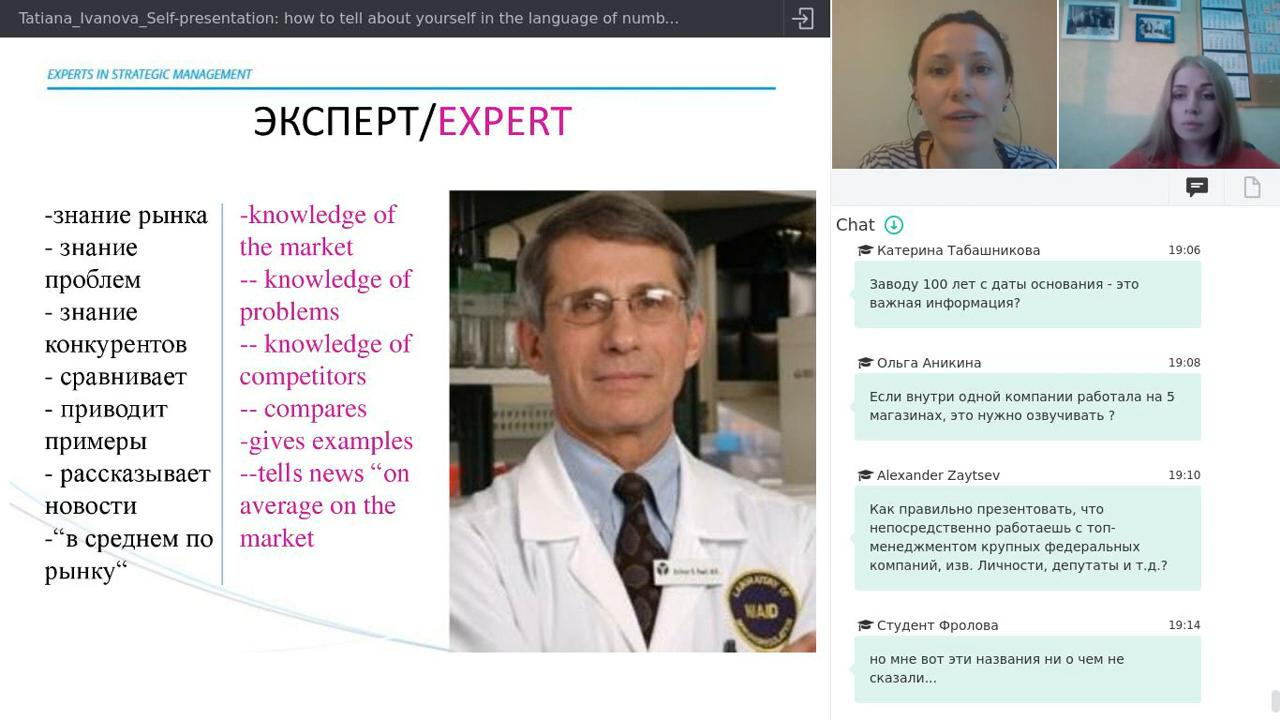 Tatiana_Ivanova_Self-presentation: how to tell about yourself in the language of numb...
EXPERTS IN STRATEGIC MANAGEMENT
ЭКСПЕРТ/EXPERT
-знание рынка
- знание
проблем
- знание
конкурентов
- сравнивает
- приводит
примеры
- рассказывает
новости
-“в среднем по
рынку“
-knowledge of
the market
-- knowledge of
problems
-- knowledge of
competitors
-- compares
-gives examples
--tells news “on
average on the
market
LABORATORY OF
NIAID
Chat
Катерина Табашникова 19:06
Заводу 100 лет с даты основания - это
важная информация?
Ольга Аникина 19:08
Если внутри одной компании работала на 5
магазинах, это нужно озвучивать ?
Alexander Zaytsev 19:10
Как правильно презентовать, что
непосредственно работаешь с топ-
менеджментом крупных федеральных
компаний, изв. Личности, депутаты и т.д.?
Студент Фролова 19:14
но мне вот эти названия ни о чем не
сказали...